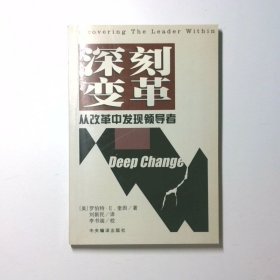 covering The Leader Within
深刻
变革
从改革中发现领导者
Deep Change
[美] 罗伯特·E·奎因 / 著
刘新民 / 译
李书端 / 校
中央编译出版社